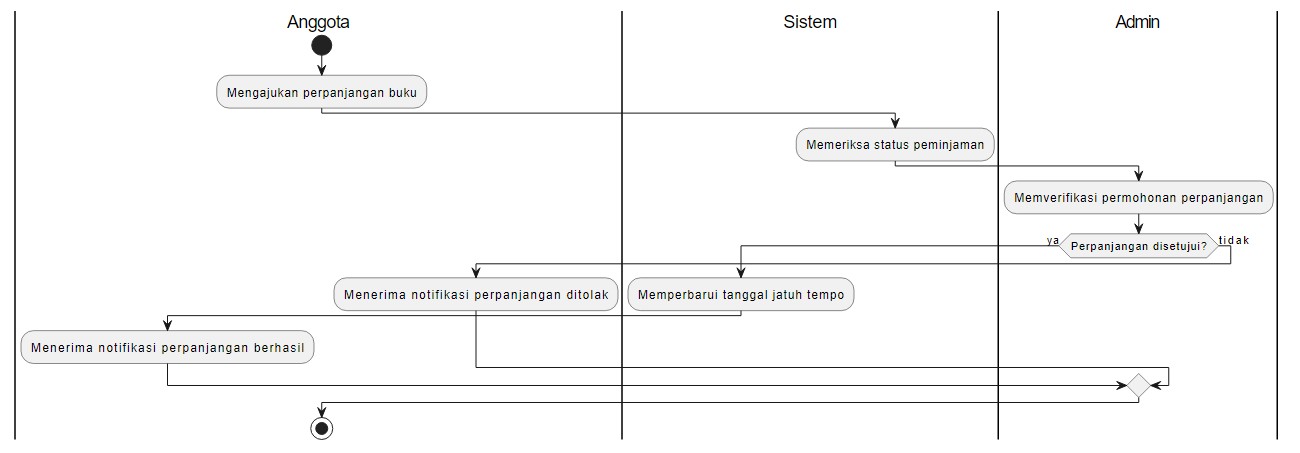 Anggota
Sistem
Admin
Mengajukan perpanjangan buku
Memeriksa status peminjaman
Memverifikasi permohonan perpanjangan
ya
Perpanjangan disetujui?
tidak
Menerima notifikasi perpanjangan ditolak
Memperbarui tanggal jatuh tempo
Menerima notifikasi perpanjangan berhasil